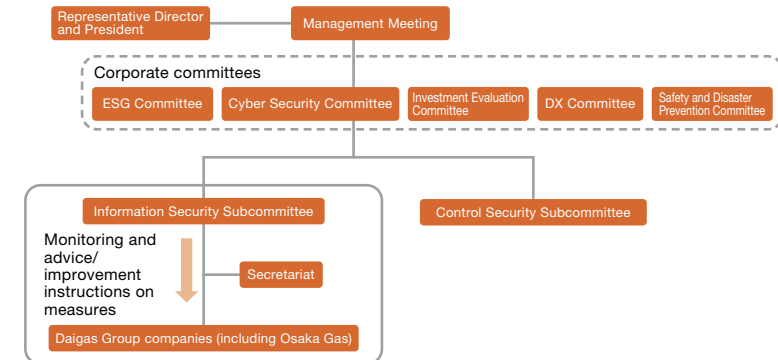 Representative Director
and President
Management Meeting
Corporate committees
ESG Committee
Cyber Security Committee
Investment Evaluation
Committee
DX Committee
Safety and Disaster
Prevention Committee
Information Security Subcommittee
Control Security Subcommittee
Monitoring and
advice/
improvement
instructions on
measures
Secretariat
Daigas Group companies (including Osaka Gas)